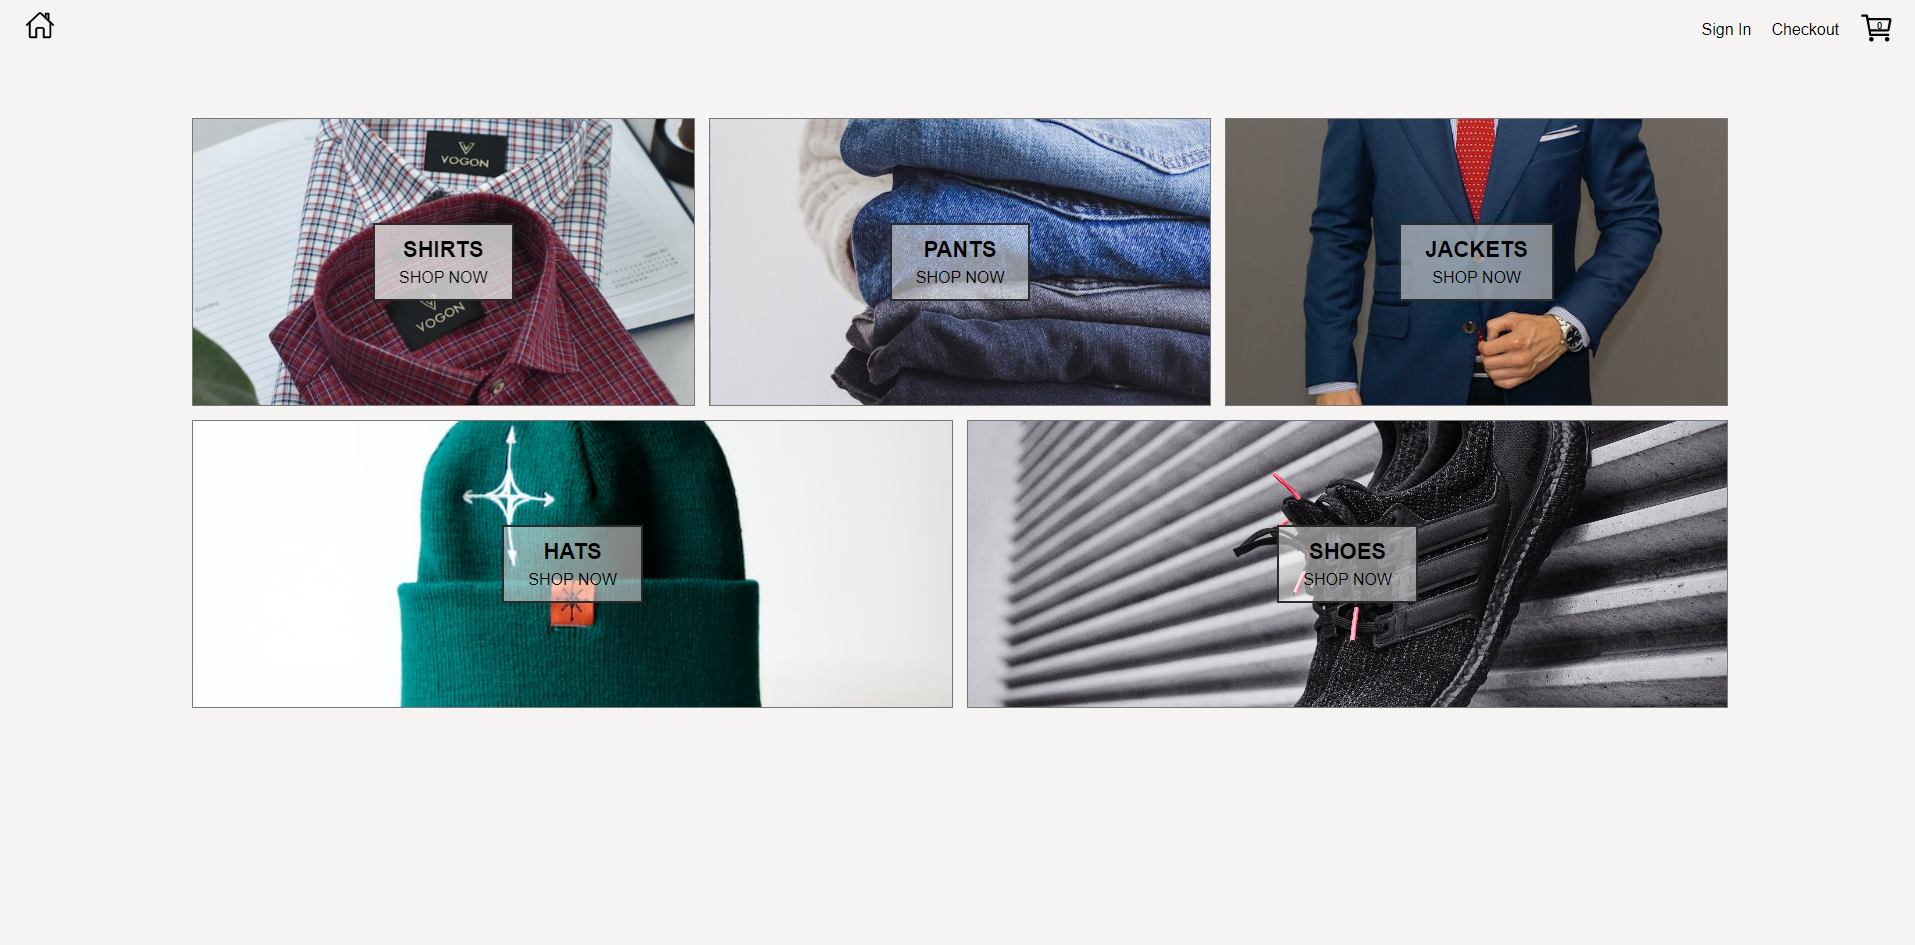 Sign In
Checkout
0
VOGON
SHIRTS
SHOP NOW
VOGON
PANTS
SHOP NOW
JACKETS
SHOP NOW
HATS
SHOP NOW
SHOES
SHOP NOW